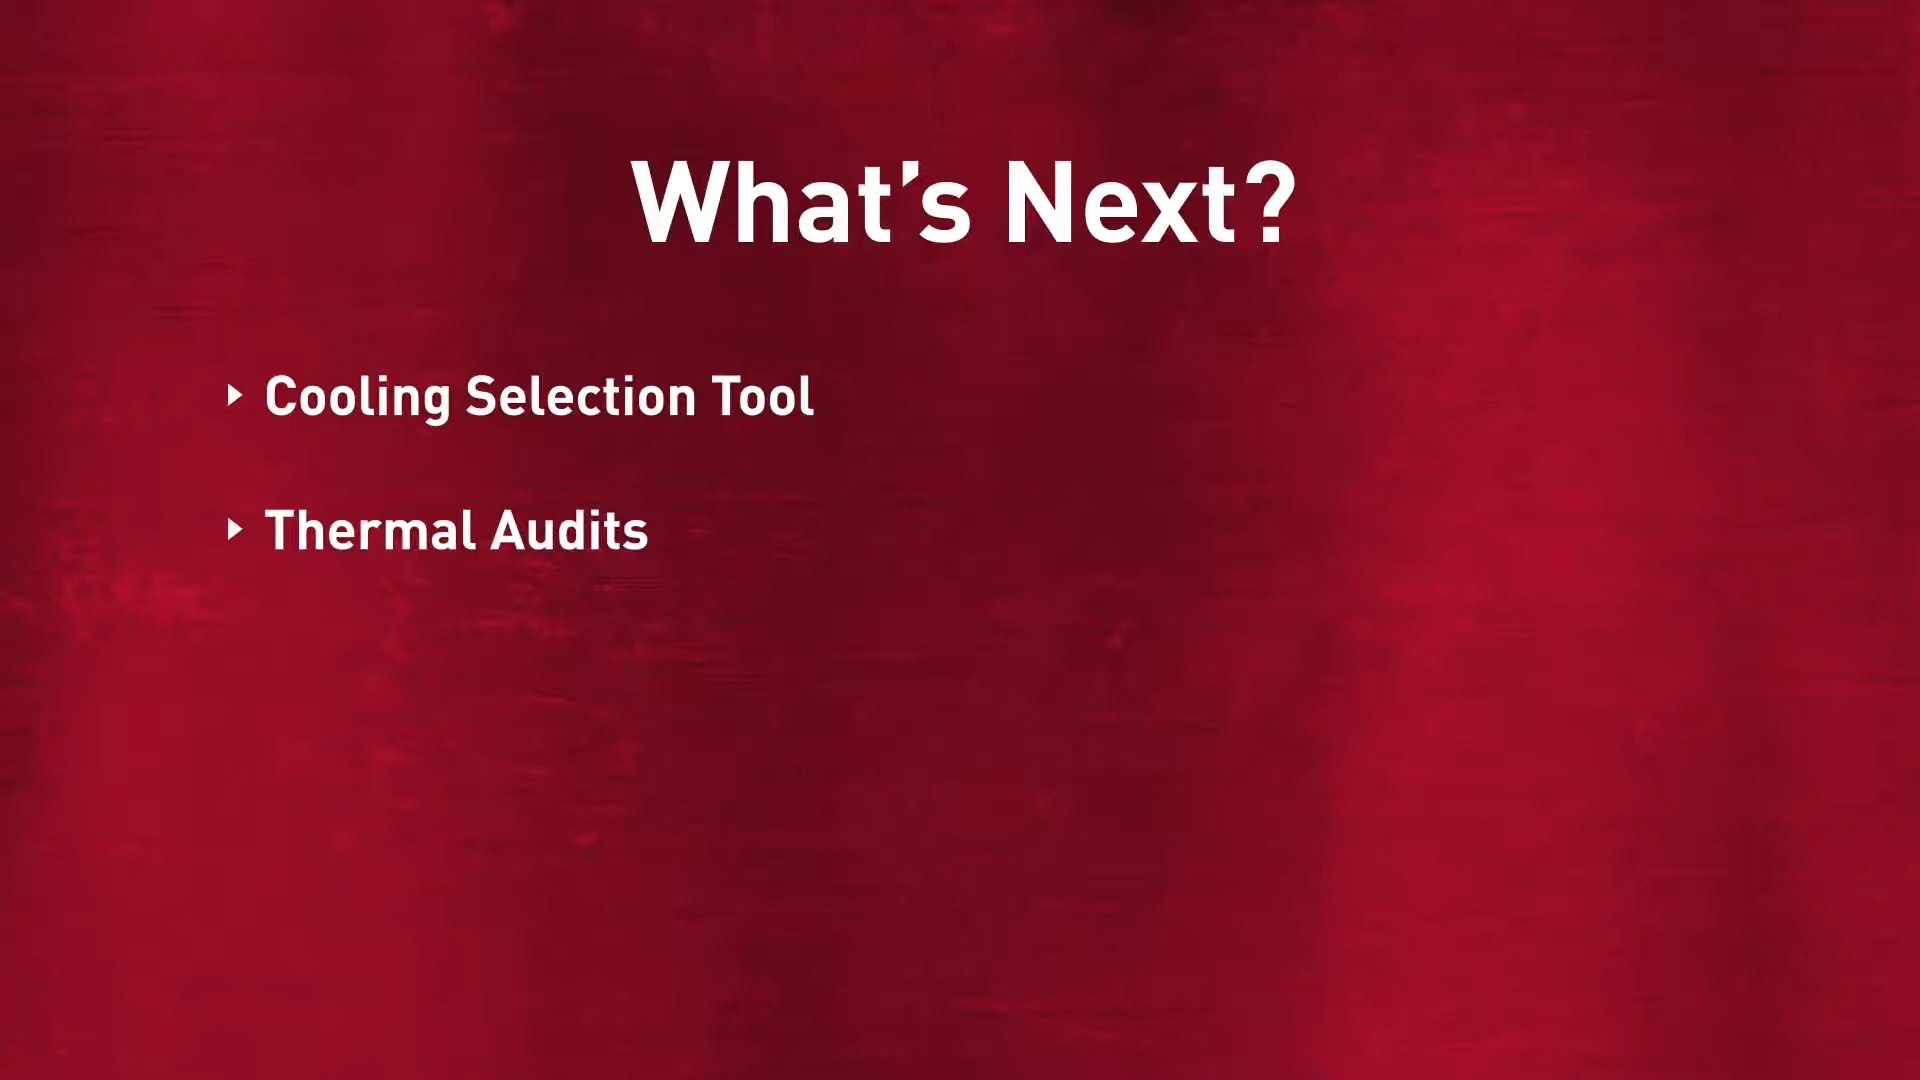 What’s Next?
‣ Cooling Selection Tool
‣ Thermal Audits